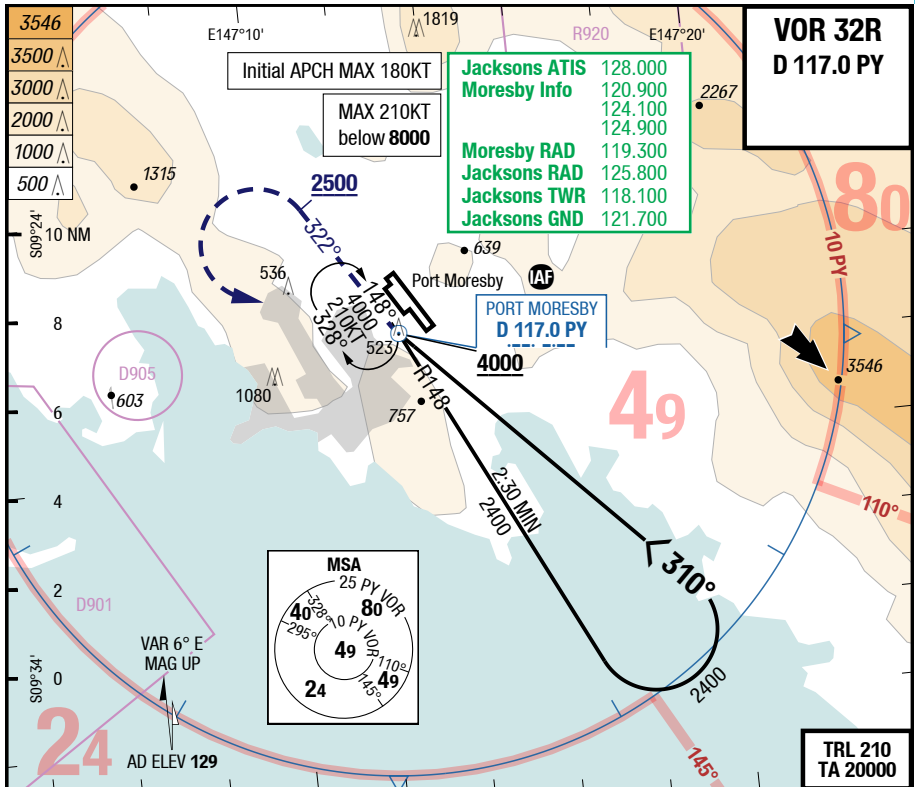 3546
3500
3000
2000
1000
500
E147°10'
1819
R920
E147°20'
VOR 32R
D 117.0 PY
Initial APCH MAX 180KT
MAX 210KT
below 8000
Jacksons ATIS 128.000
Moresby Info 120.900
124.100
124.900
Moresby RAD 119.300
Jacksons RAD 125.800
Jacksons TWR 118.100
Jacksons GND 121.700
2267
1315
2500
80
S09°24'
10 NM
322°
639
10 PY
536
Port Moresby
IAF
148°
4000
210KT
328°
PORT MORESBY
D 117.0 PY
8
523
4000
3546
D905
603
1080
R148
757
49
6
4
2:30 MIN
2400
110°
310°
MSA
25 PY VOR
328°
40
80
295°
10 PY VOR
49
110°
49
145°
24
2
D901
VAR 6° E
MAG UP
S09°34'
0
2400
24
AD ELEV 129
145°
TRL 210
TA 20000